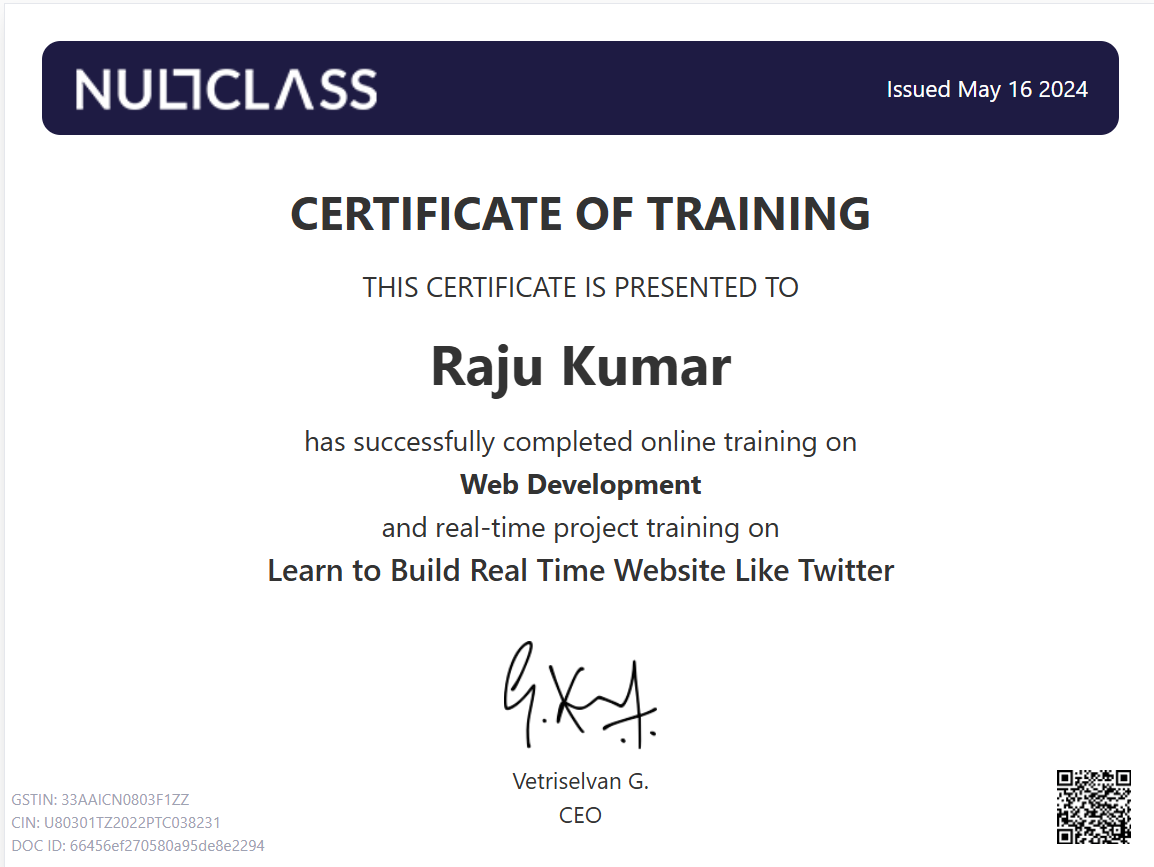 NULLCLASS
Issued May 16 2024
CERTIFICATE OF TRAINING
THIS CERTIFICATE IS PRESENTED TO
Raju Kumar
has successfully completed online training on
Web Development
and real-time project training on
Learn to Build Real Time Website Like Twitter
Vetriselvan G.
CEO
GSTIN: 33AAICN0803F1ZZ
CIN: U80301TZ2022PTC038231
DOC ID: 66456ef270580a95de8e2294